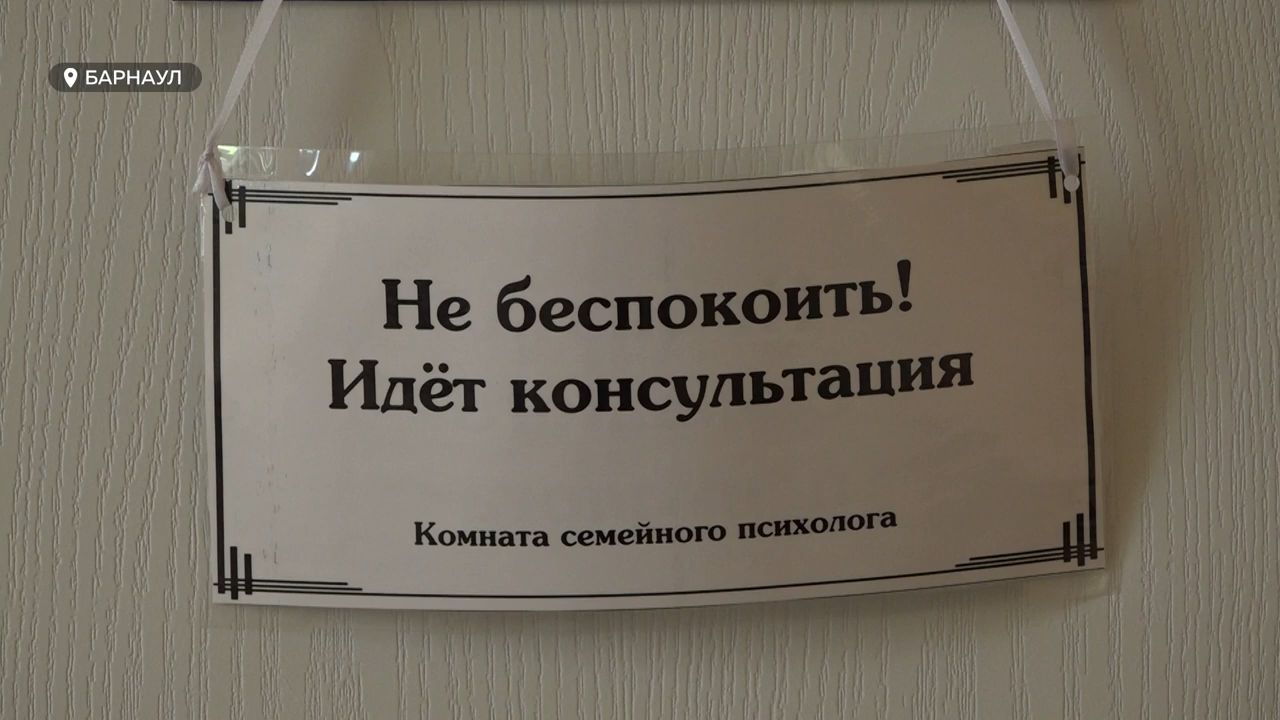 БАРНАУЛ
Не беспокоить!
Идёт консультация
Комната семейного психолога